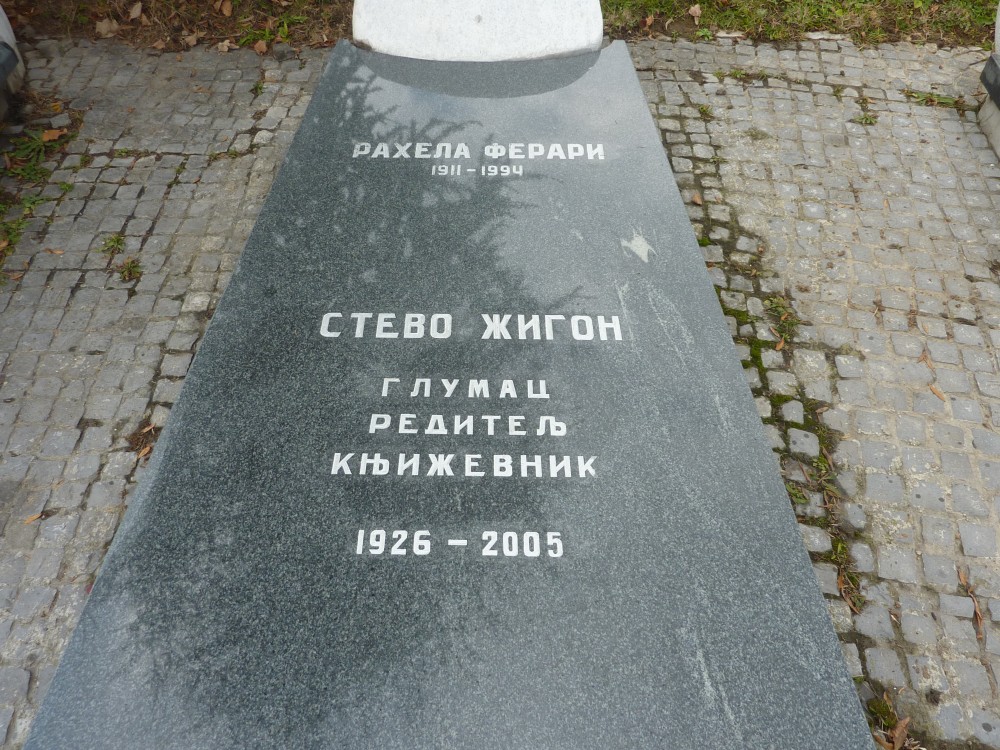 РАХЕЛА ФЕРАРИ
1911-1994
СТЕВО ЖИГОН
ГЛУМАЦ
РЕДИТЕЉ
КЊИЖЕВНИК
1926 - 2005